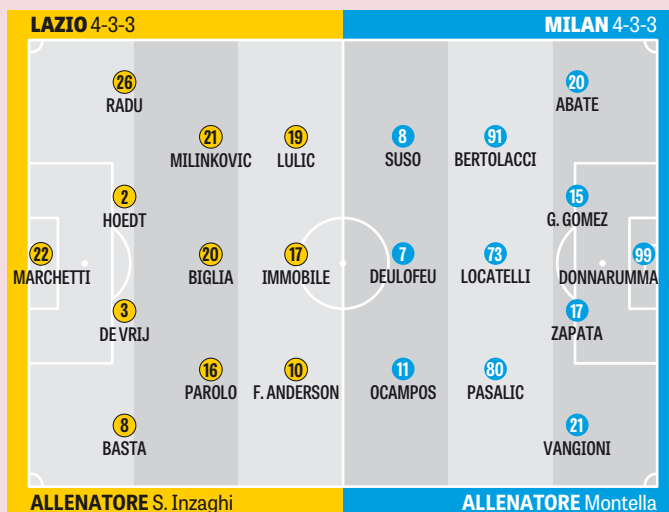 LAZIO 4-3-3
MILAN 4-3-3
26
RADU
21
MILINKOVIC
19
LULIC
2
HOEDT
22
MARCHETTI
20
BIGLIA
17
IMMOBILE
3
DE VRIJ
16
PAROLO
10
F. ANDERSON
8
BASTA
8
SUSO
91
BERTOLACCI
20
ABATE
15
G. GOMEZ
7
DEULOFEU
73
LOCATELLI
99
DONNARUMMA
17
ZAPATA
11
OCAMPOS
80
PASALIC
21
VANGIONI
ALLENATORE S. Inzaghi
ALLENATORE Montella